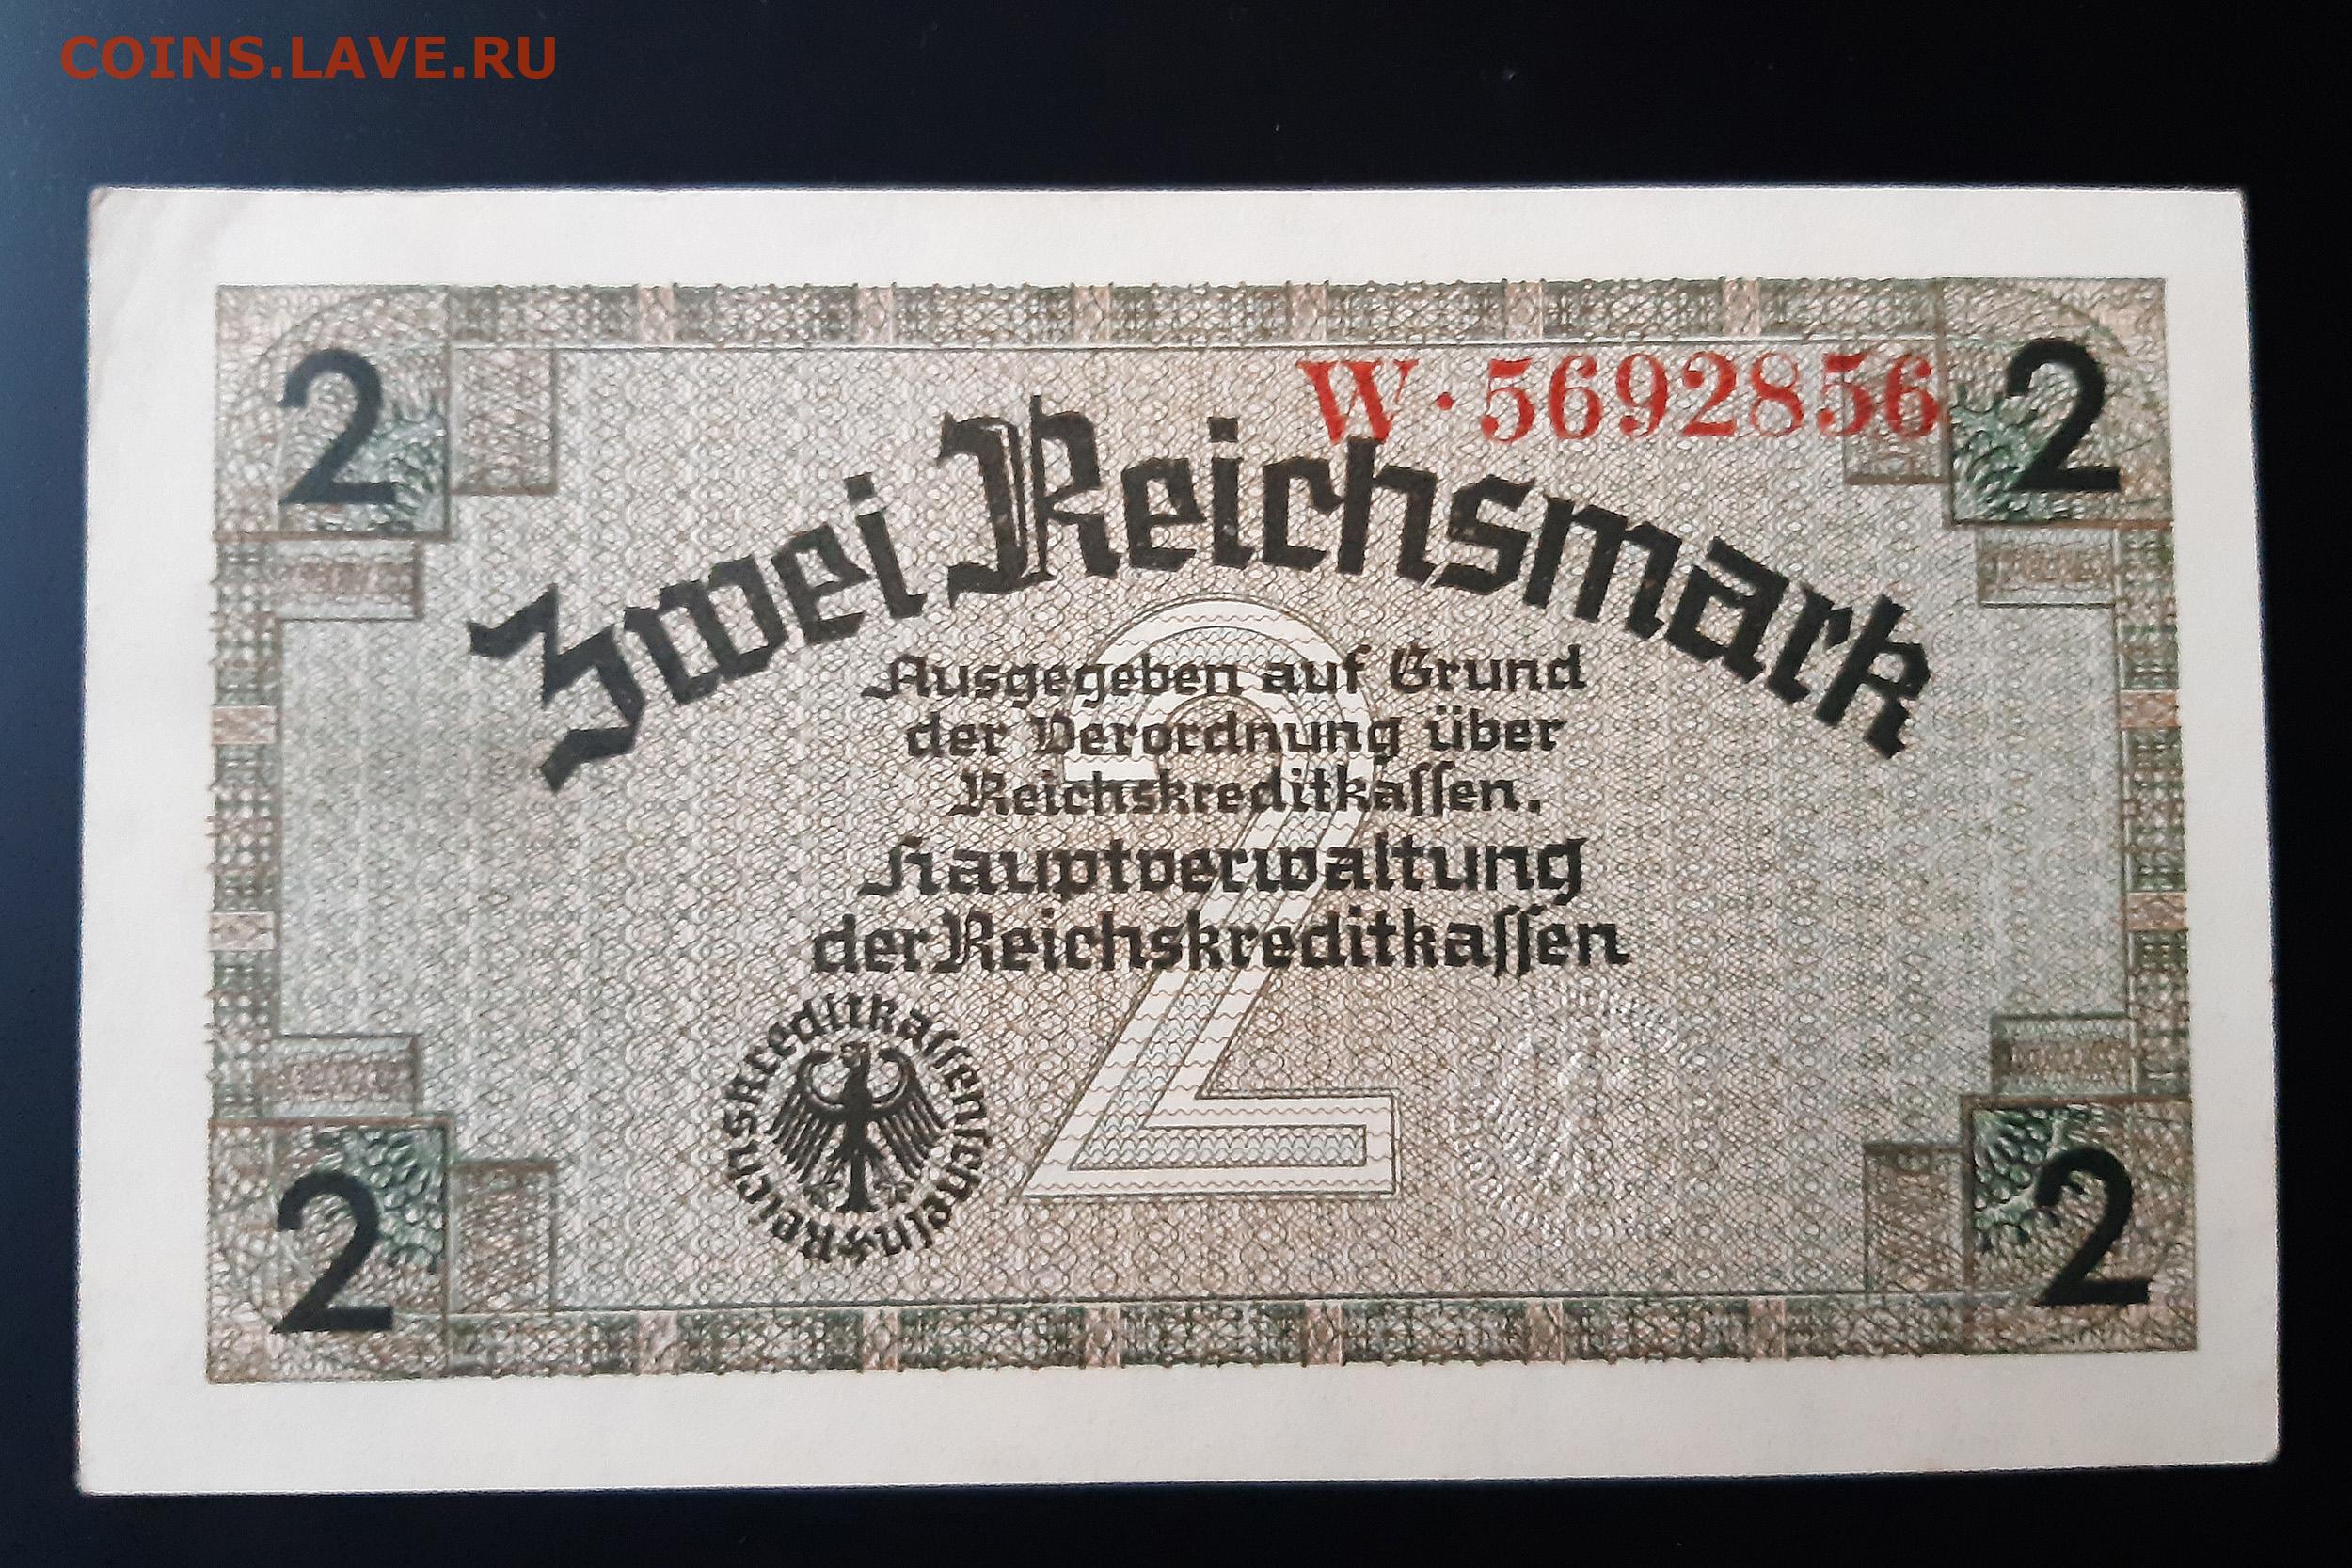 COINS.LAVE.RU
2
W·5692856
2
Zwei Reichsmark
Ausgegeben auf Grund
der Verordnung über
Reichskreditkaſſen.
Hauptverwaltung
der Reichskreditkaſſen
2
Reichskreditkaſſenſchein
2
2